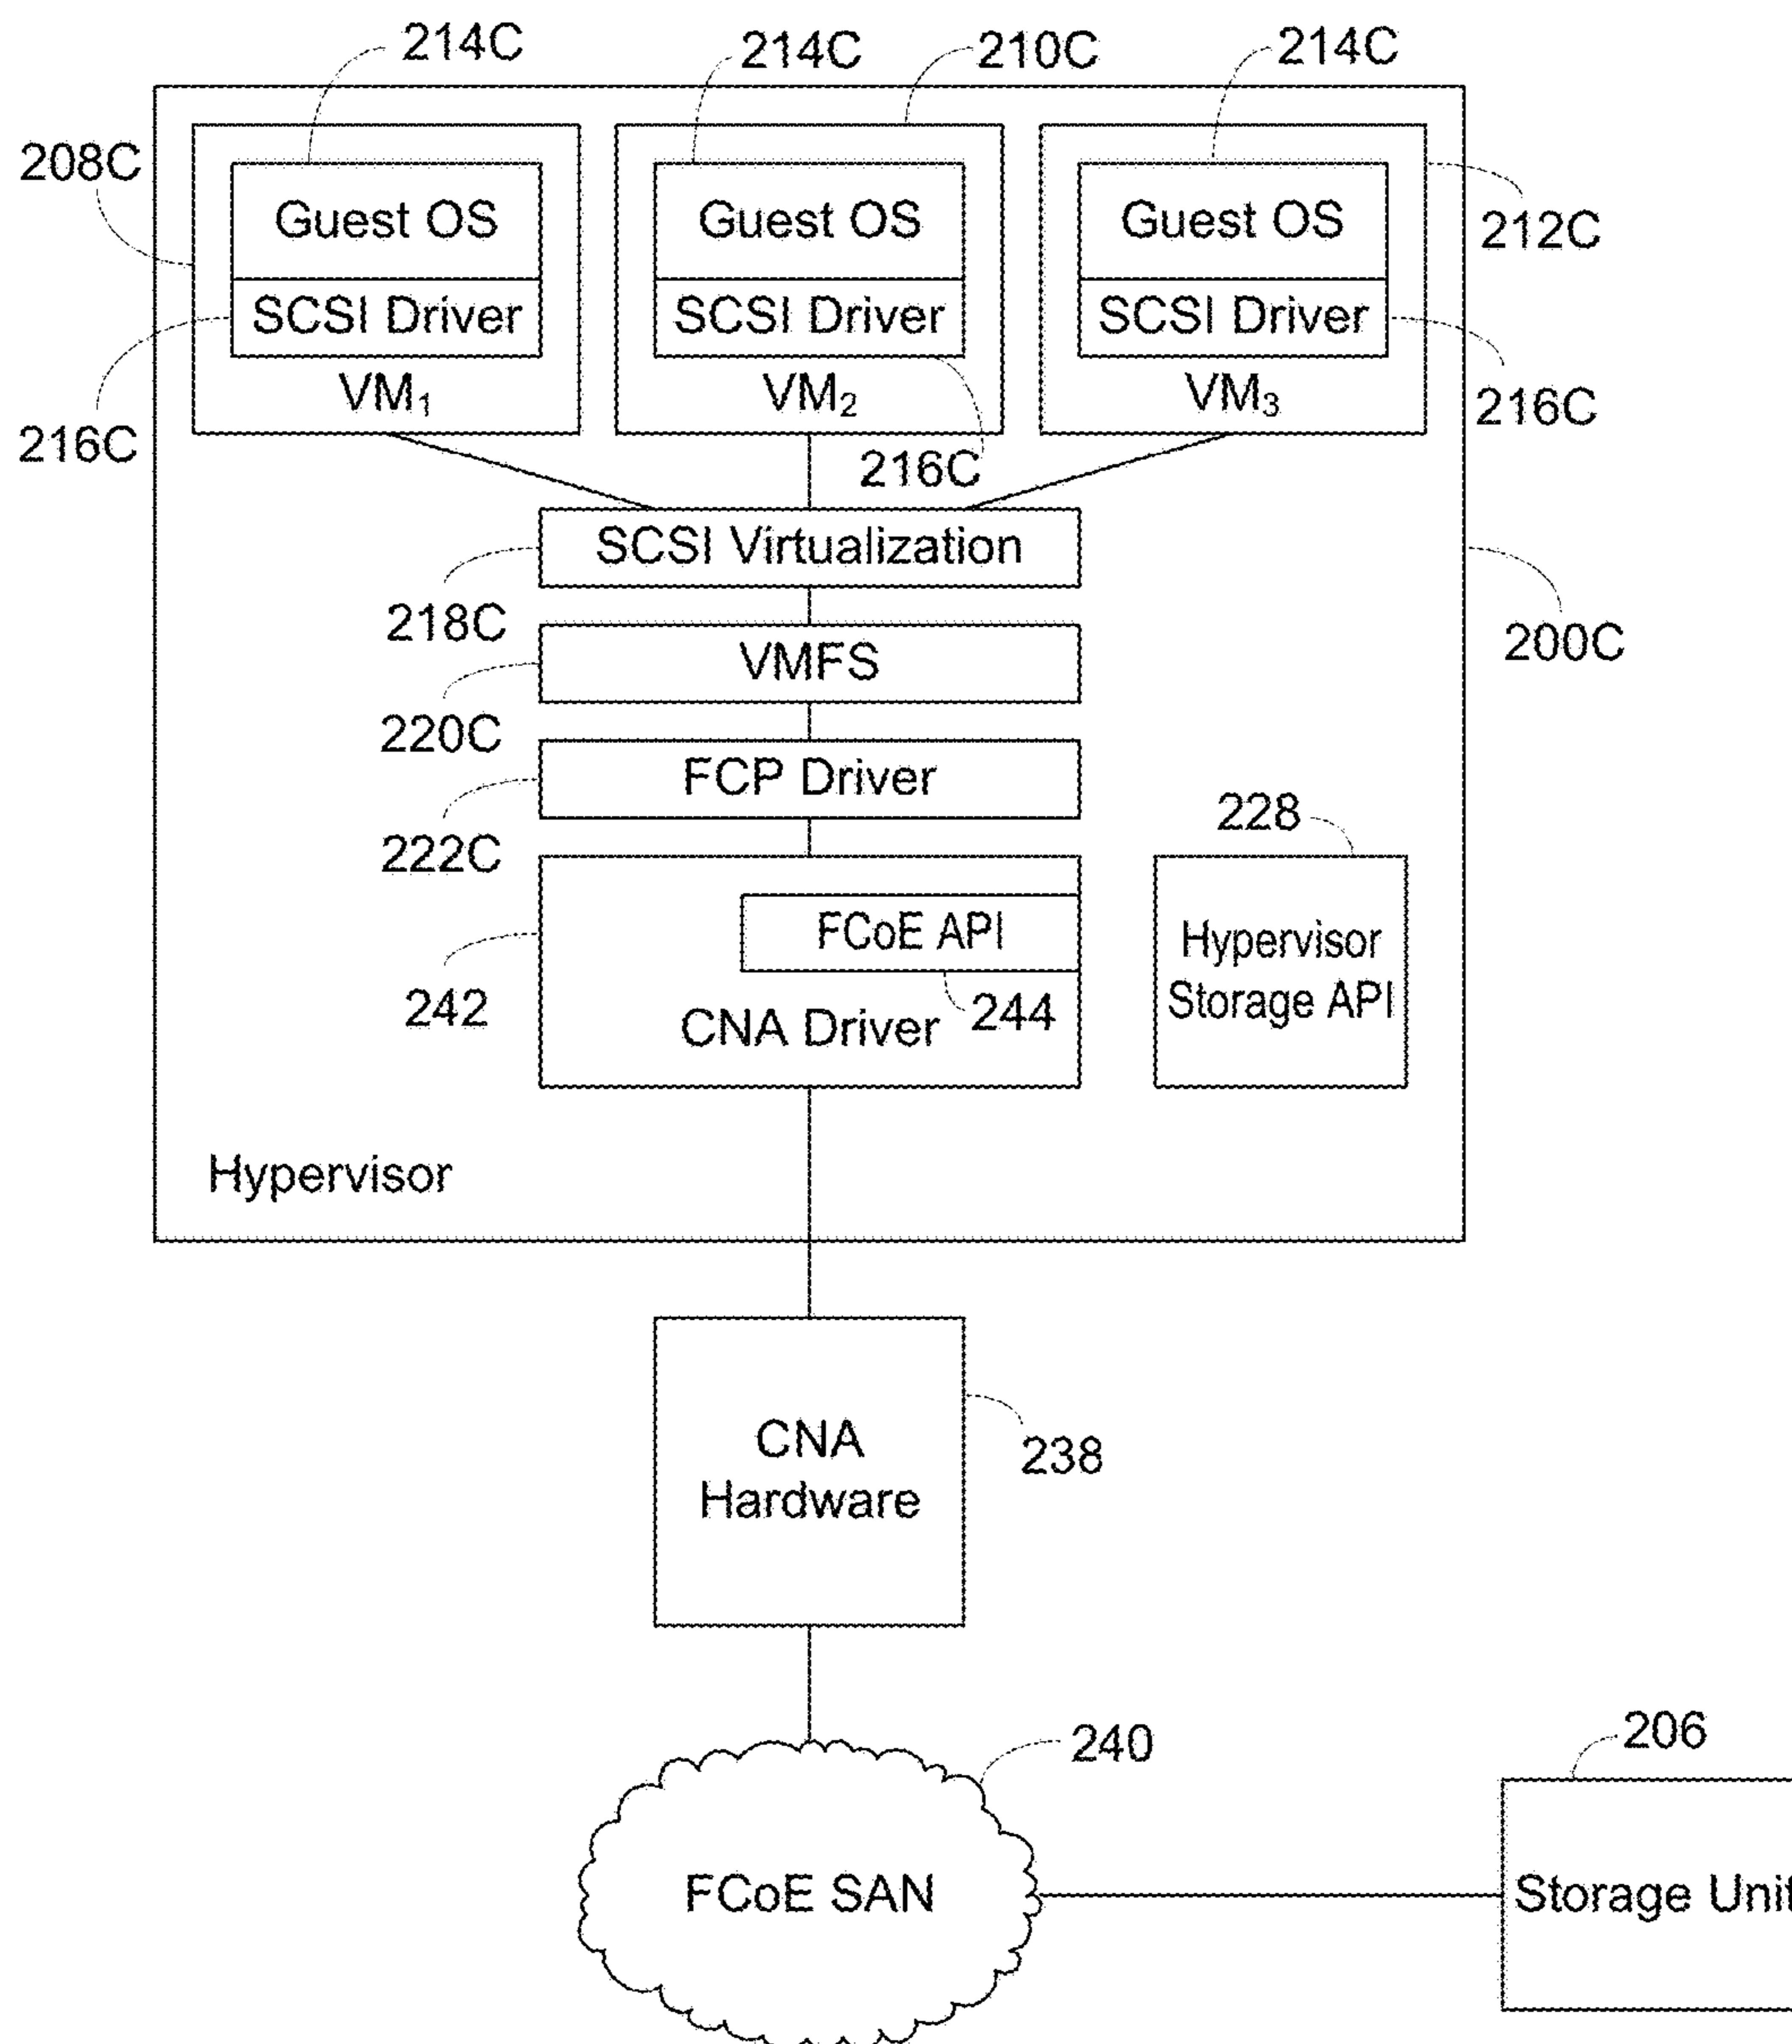 214C
214C
210C
214C
208C
Guest OS
Guest OS
Guest OS
212C
SCSI Driver
SCSI Driver
SCSI Driver
VM₁
VM₂
VM₃
216C
216C
216C
SCSI Virtualization
218C
200C
VMFS
220C
FCP Driver
222C
228
FCoE API
Hypervisor
Storage API
242
244
CNA Driver
Hypervisor
CNA
Hardware
238
240
206
FCoE SAN
Storage Unit